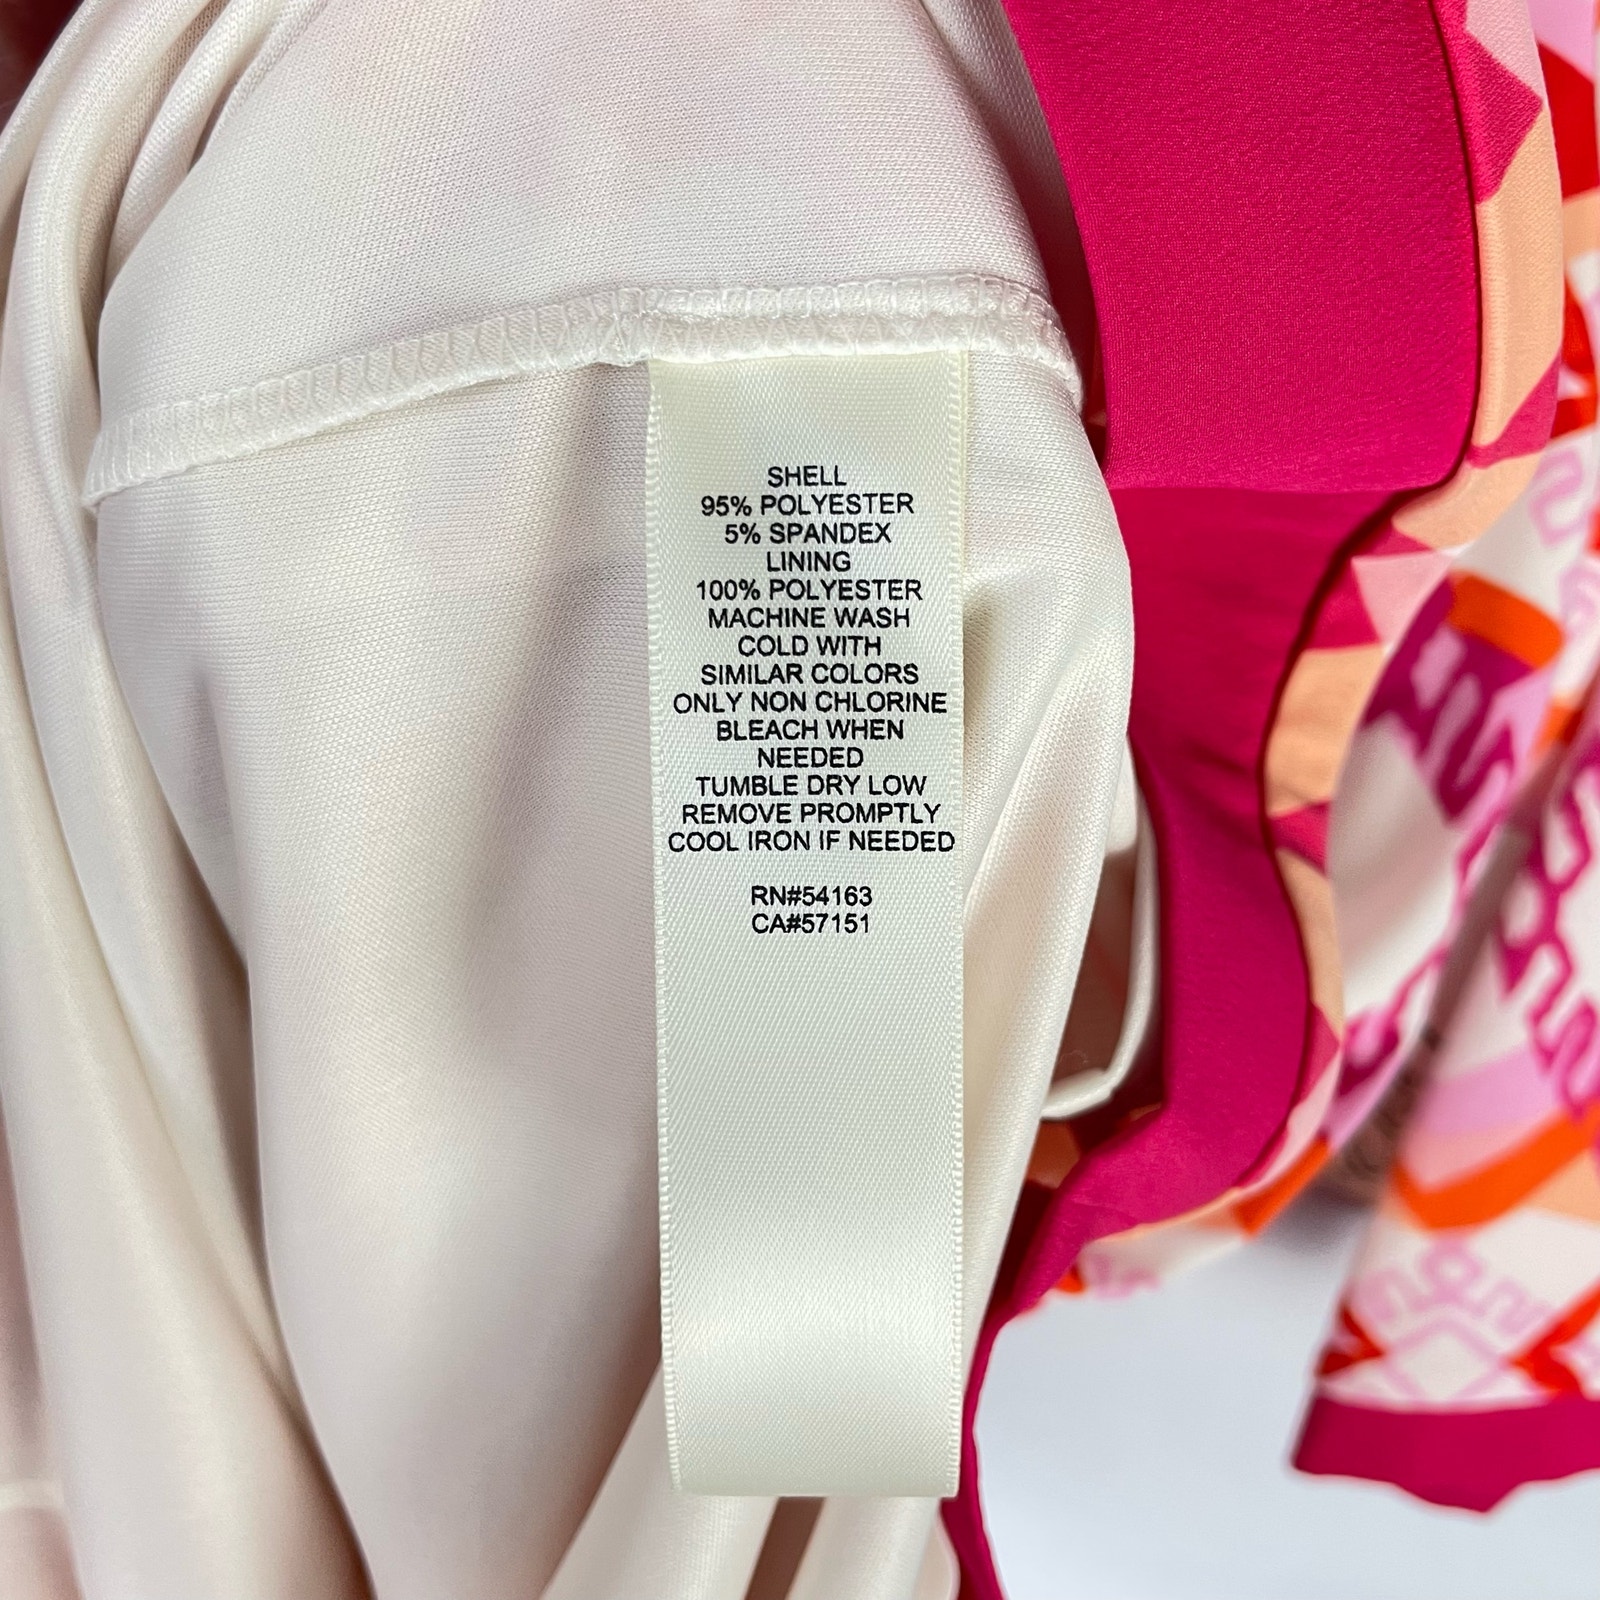 SHELL
95% POLYESTER
5% SPANDEX
LINING
100% POLYESTER
MACHINE WASH
COLD WITH
SIMILAR COLORS
ONLY NON CHLORINE
BLEACH WHEN
NEEDED
TUMBLE DRY LOW
REMOVE PROMPTLY
COOL IRON IF NEEDED
RN#54163
CA#57151